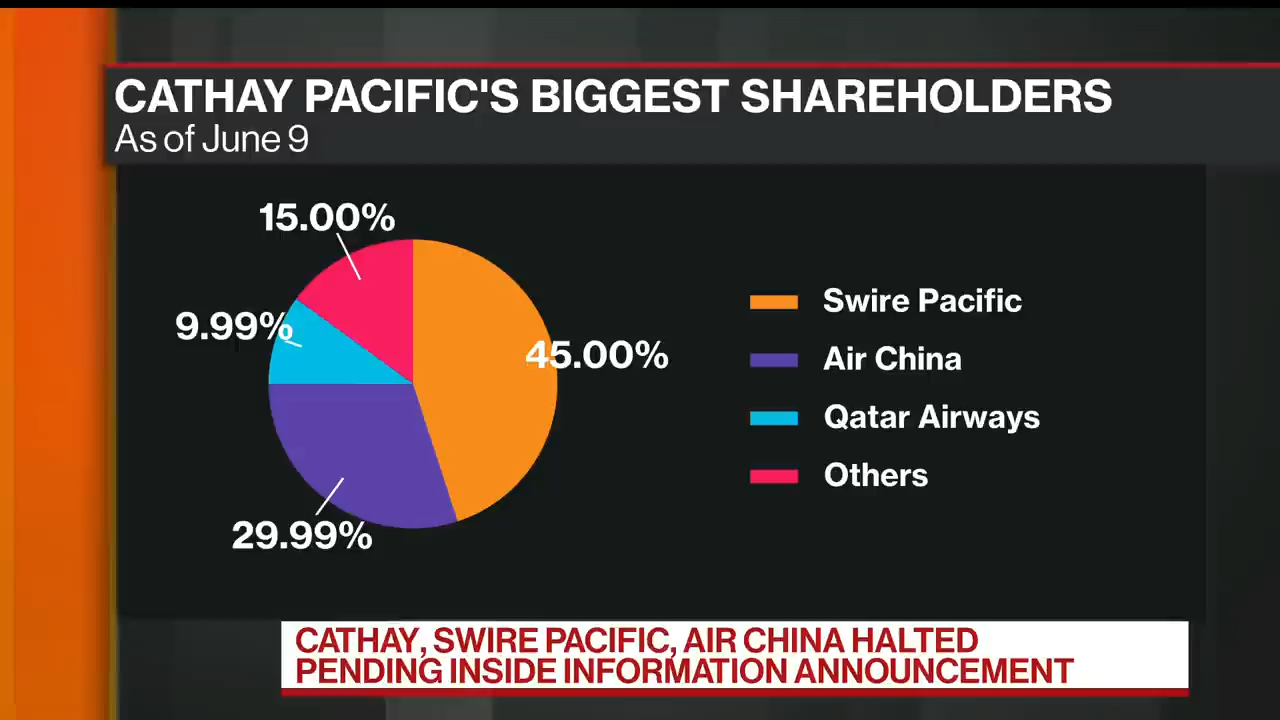 CATHAY PACIFIC'S BIGGEST SHAREHOLDERS
As of June 9
15.00%
9.99%
45.00%
29.99%
Swire Pacific
Air China
Qatar Airways
Others
CATHAY, SWIRE PACIFIC, AIR CHINA HALTED
PENDING INSIDE INFORMATION ANNOUNCEMENT